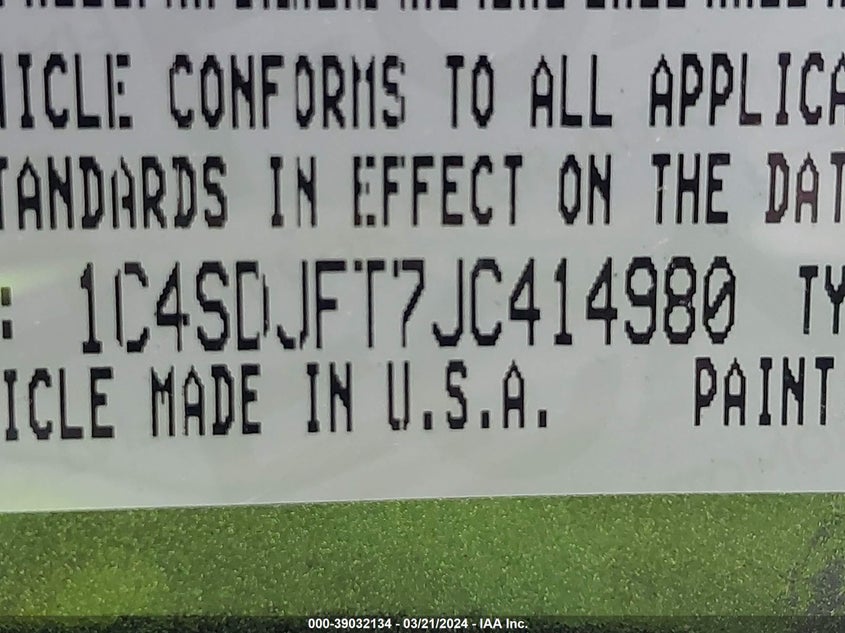 ICLE CONFORMS TO ALL APPLICA
TANDARDS IN EFFECT ON THE DAT
: 1C4SDJFT7JC414980 TY
ICLE MADE IN U.S.A. PAINT
000-39032134 - 03/21/2024 - IAA Inc.